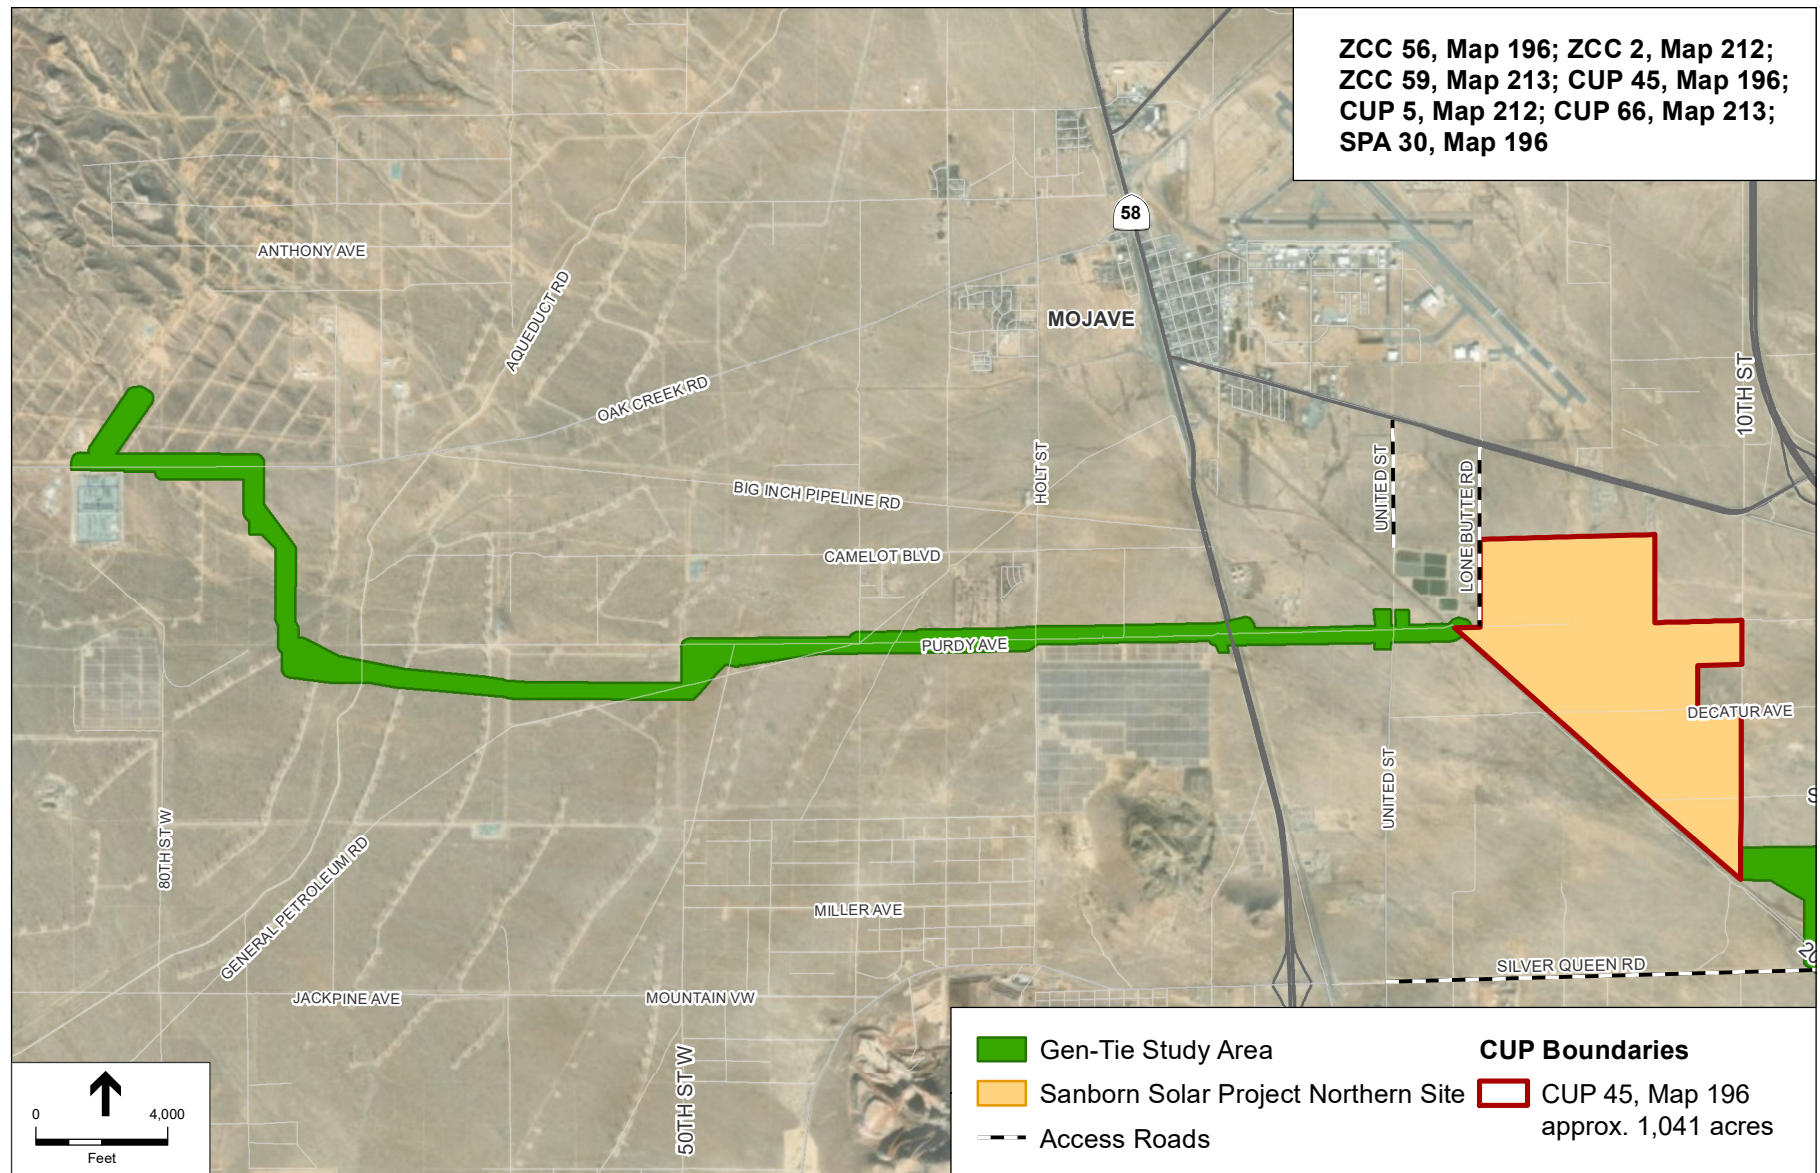 ZCC 56, Map 196; ZCC 2, Map 212;
ZCC 59, Map 213; CUP 45, Map 196;
CUP 5, Map 212; CUP 66, Map 213;
SPA 30, Map 196
58
ANTHONY AVE
AQUEDUCT RD
MOJAVE
OAK CREEK RD
10TH ST
HOLT ST
UNITED ST
LONE BUTTE RD
BIG INCH PIPELINE RD
CAMELOT BLVD
PURDY AVE
DECATUR AVE
UNITED ST
S
80TH ST W
GENERAL PETROLEUM RD
MILLER AVE
SILVER QUEEN RD
20
JACKPINE AVE
MOUNTAIN VW
50TH ST W
0 4,000
Feet
Gen-Tie Study Area
Sanborn Solar Project Northern Site
Access Roads
CUP Boundaries
CUP 45, Map 196
approx. 1,041 acres